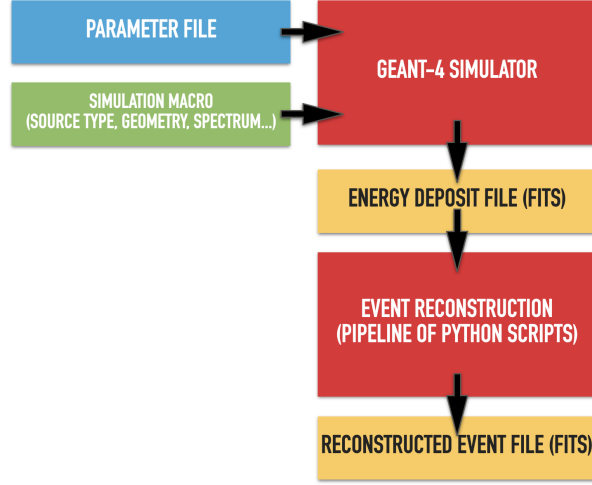 PARAMETER FILE
GEANT-4 SIMULATOR
SIMULATION MACRO
(SOURCE TYPE, GEOMETRY, SPECTRUM...)
ENERGY DEPOSIT FILE (FITS)
EVENT RECONSTRUCTION
(PIPELINE OF PYTHON SCRIPTS)
RECONSTRUCTED EVENT FILE (FITS)